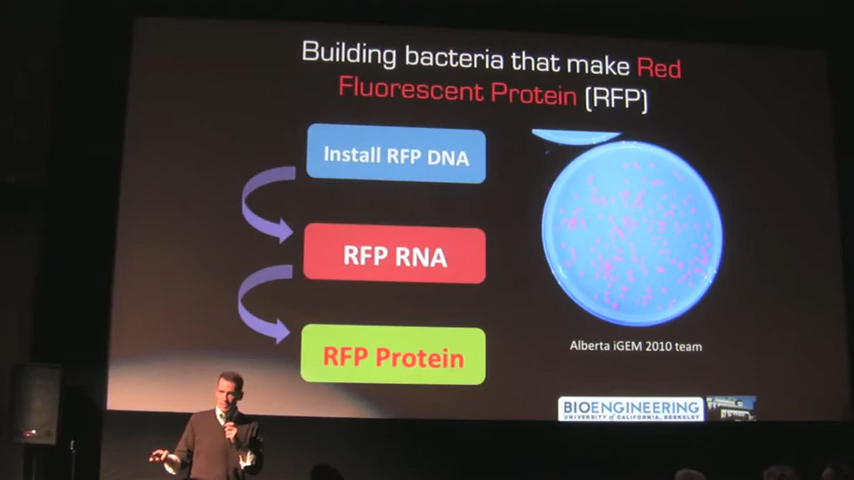 Building bacteria that make Red
Fluorescent Protein (RFP)
Install RFP DNA
RFP RNA
RFP Protein
Alberta iGEM 2010 team
BIOENGINEERING
UNIVERSITY OF CALIFORNIA, BERKELEY